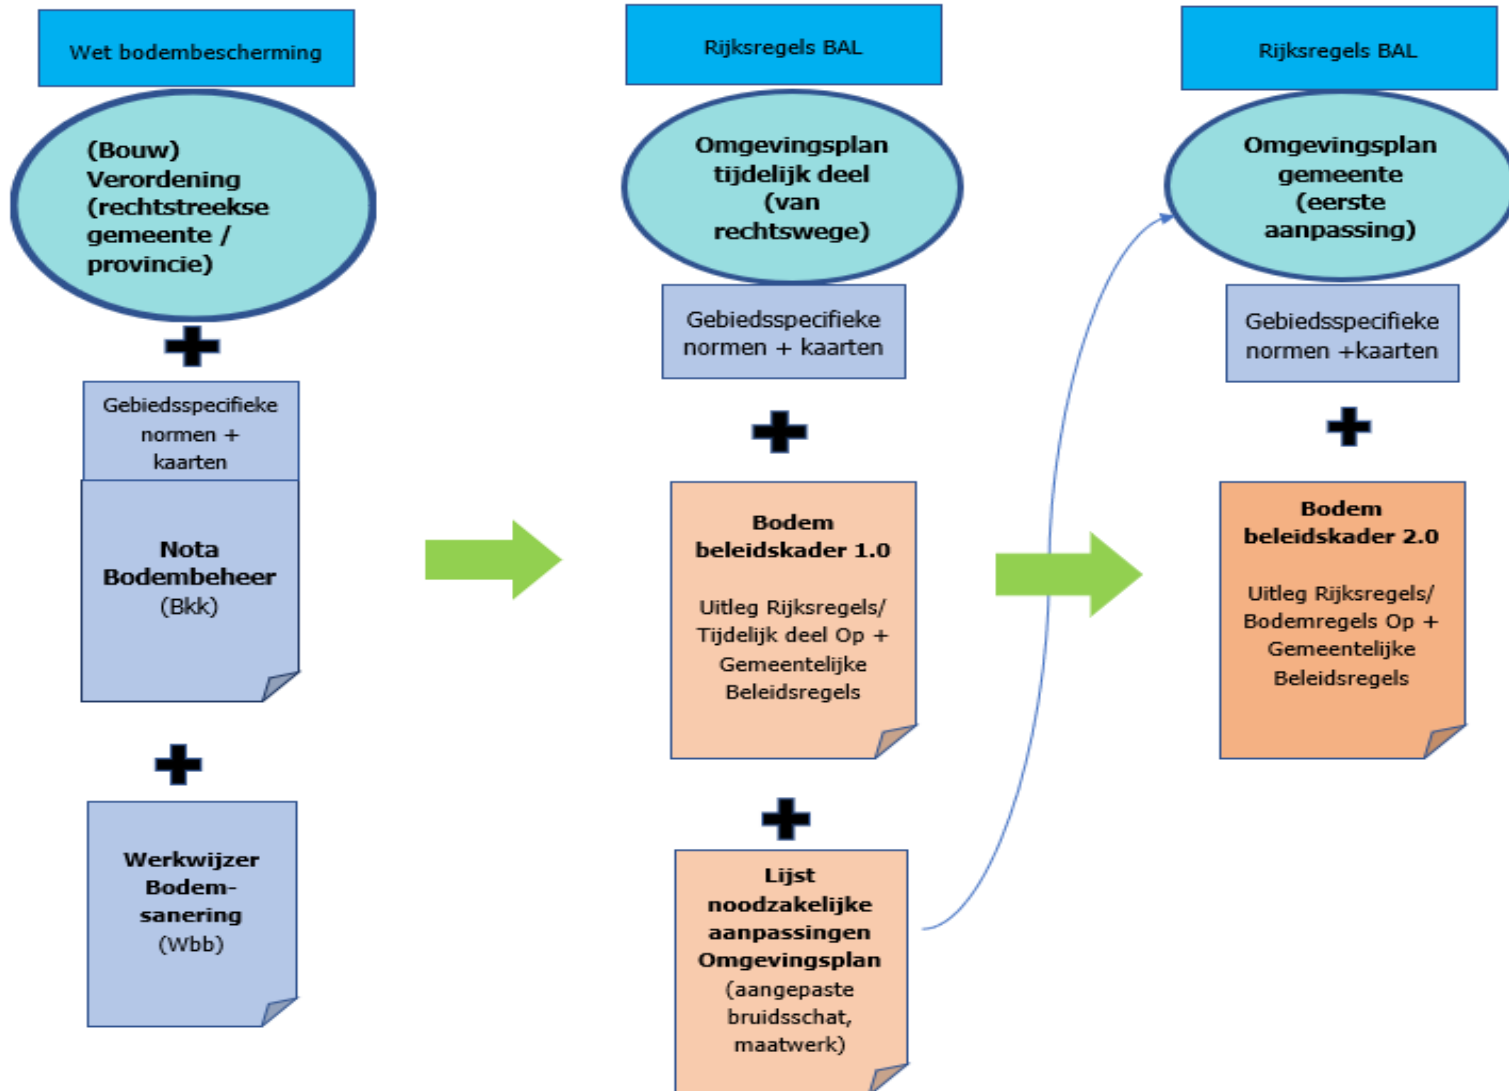 Wet bodembescherming
(Bouw)
Verordening
(rechtstreekse
gemeente /
provincie)
Gebiedsspecifieke
normen +
kaarten
Nota
Bodembeheer
(Bkk)
Werkwijzer
Bodem-
sanering
(Wbb)
Rijksregels BAL
Omgevingsplan
tijdelijk deel
(van
rechtswege)
Gebiedsspecifieke
normen + kaarten
Bodem
beleidskader 1.0
Uitleg Rijksregels/
Tijdelijk deel Op +
Gemeentelijke
Beleidsregels
Lijst
noodzakelijke
aanpassingen
Omgevingsplan
(aangepaste
bruidsschat,
maatwerk)
Rijksregels BAL
Omgevingsplan
gemeente
(eerste
aanpassing)
Gebiedsspecifieke
normen +kaarten
Bodem
beleidskader 2.0
Uitleg Rijksregels/
Bodemregels Op +
Gemeentelijke
Beleidsregels